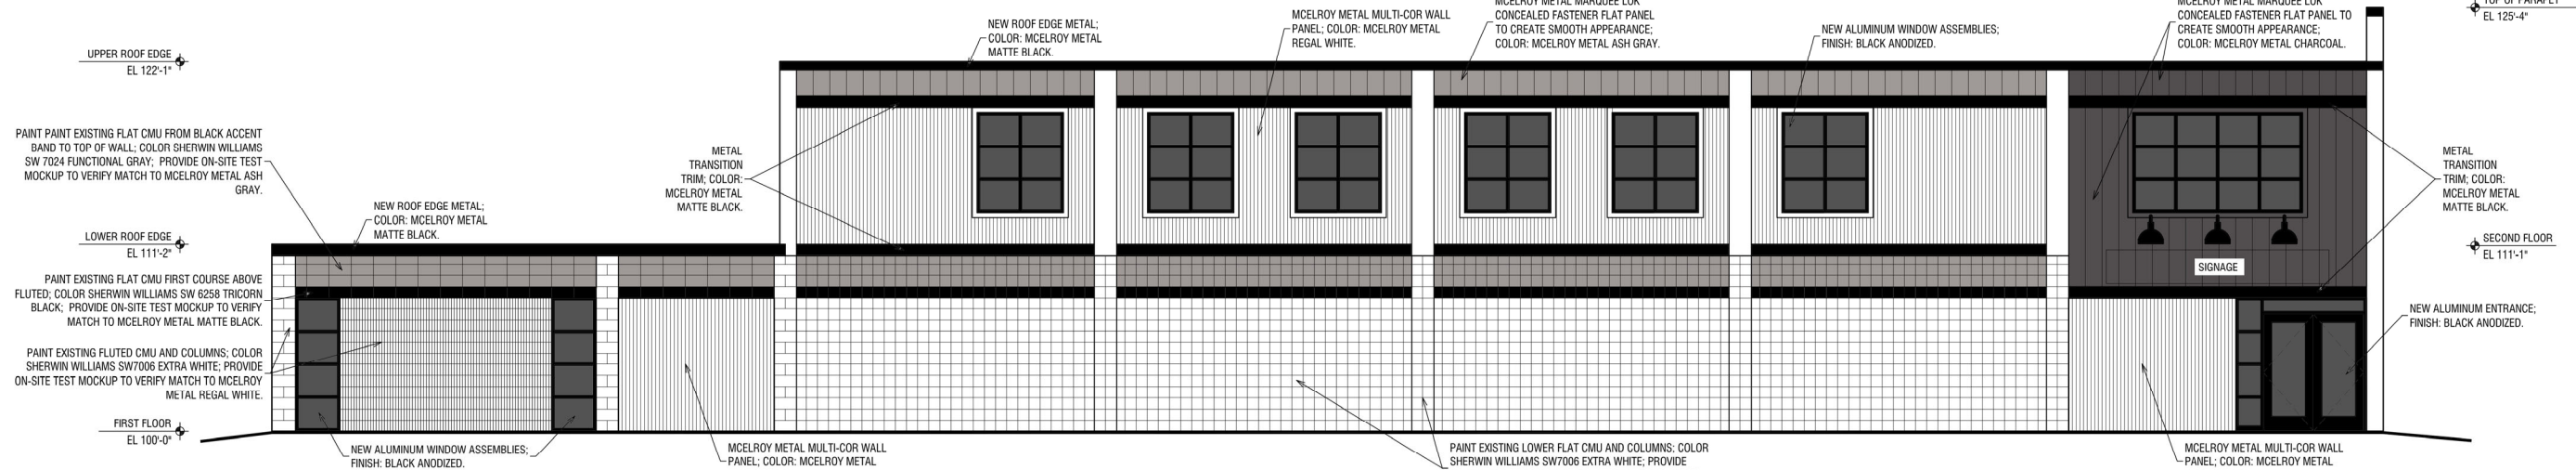 UPPER ROOF EDGE
EL 122'-1"
PAINT PAINT EXISTING FLAT CMU FROM BLACK ACCENT
BAND TO TOP OF WALL; COLOR SHERWIN WILLIAMS
SW 7024 FUNCTIONAL GRAY; PROVIDE ON-SITE TEST
MOCKUP TO VERIFY MATCH TO MCELROY METAL ASH
GRAY.
LOWER ROOF EDGE
EL 111'-2"
PAINT EXISTING FLAT CMU FIRST COURSE ABOVE
FLUTED; COLOR SHERWIN WILLIAMS SW 6258 TRICORN
BLACK; PROVIDE ON-SITE TEST MOCKUP TO VERIFY
MATCH TO MCELROY METAL MATTE BLACK.
PAINT EXISTING FLUTED CMU AND COLUMNS; COLOR
SHERWIN WILLIAMS SW7006 EXTRA WHITE; PROVIDE
ON-SITE TEST MOCKUP TO VERIFY MATCH TO MCELROY
METAL REGAL WHITE.
FIRST FLOOR
EL 100'-0"
NEW ROOF EDGE METAL;
COLOR: MCELROY METAL
MATTE BLACK.
NEW ALUMINUM WINDOW ASSEMBLIES;
FINISH: BLACK ANODIZED.
METAL
TRANSITION
TRIM; COLOR:
MCELROY METAL
MATTE BLACK.
MCELROY METAL MULTI-COR WALL
PANEL; COLOR: MCELROY METAL
NEW ROOF EDGE METAL;
COLOR: MCELROY METAL
MATTE BLACK.
MCELROY METAL MULTI-COR WALL
PANEL; COLOR: MCELROY METAL
REGAL WHITE.
MCELROY METAL MARQUEE LOK
CONCEALED FASTENER FLAT PANEL
TO CREATE SMOOTH APPEARANCE;
COLOR: MCELROY METAL ASH GRAY.
NEW ALUMINUM WINDOW ASSEMBLIES;
FINISH: BLACK ANODIZED.
MCELROY METAL MARQUEE LOK
CONCEALED FASTENER FLAT PANEL TO
CREATE SMOOTH APPEARANCE;
COLOR: MCELROY METAL CHARCOAL.
TOP OF PARAPET
EL 125'-4"
METAL
TRANSITION
TRIM; COLOR:
MCELROY METAL
MATTE BLACK.
SECOND FLOOR
EL 111'-1"
SIGNAGE
NEW ALUMINUM ENTRANCE;
FINISH: BLACK ANODIZED.
PAINT EXISTING LOWER FLAT CMU AND COLUMNS; COLOR
SHERWIN WILLIAMS SW7006 EXTRA WHITE; PROVIDE
MCELROY METAL MULTI-COR WALL
PANEL; COLOR: MCELROY METAL